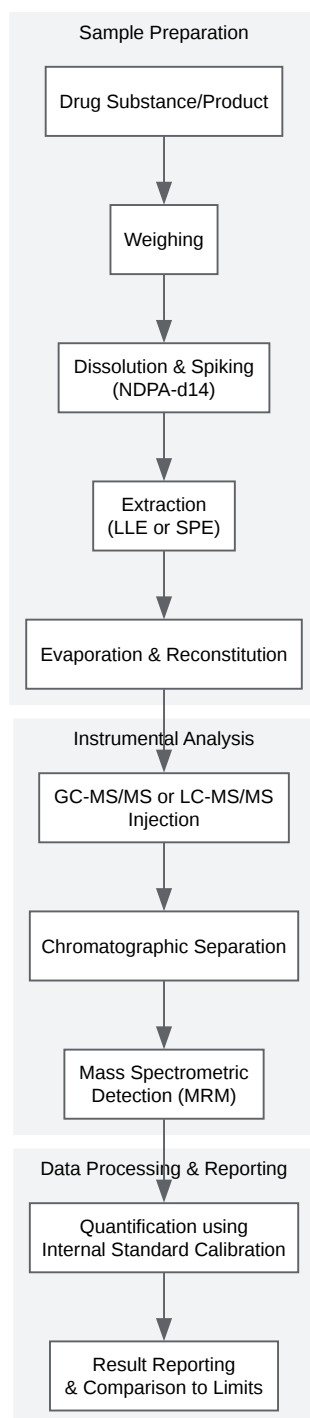 Sample Preparation
Drug Substance/Product
Weighing
Dissolution & Spiking
(NDPA-d14)
Extraction
(LLE or SPE)
Evaporation & Reconstitution
Instrumental Analysis
GC-MS/MS or LC-MS/MS
Injection
Chromatographic Separation
Mass Spectrometric
Detection (MRM)
Data Processing & Reporting
Quantification using
Internal Standard Calibration
Result Reporting
& Comparison to Limits